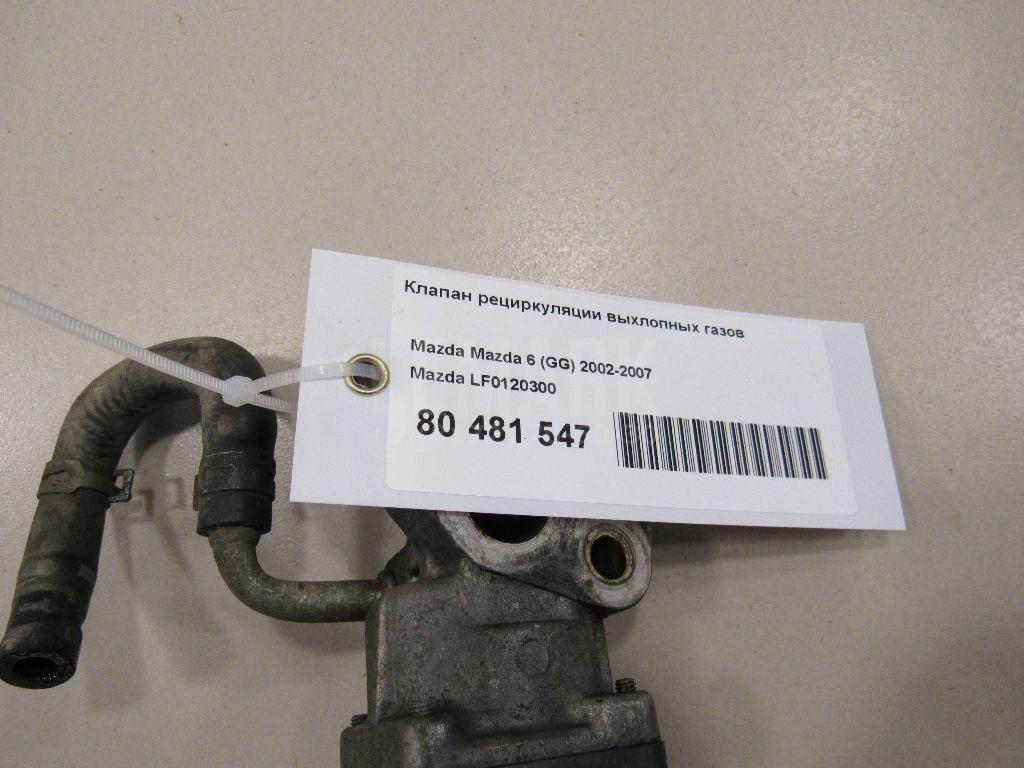 Клапан рециркуляции выхлопных газов
Mazda Mazda 6 (GG) 2002-2007
Mazda LF0120300
80 481 547